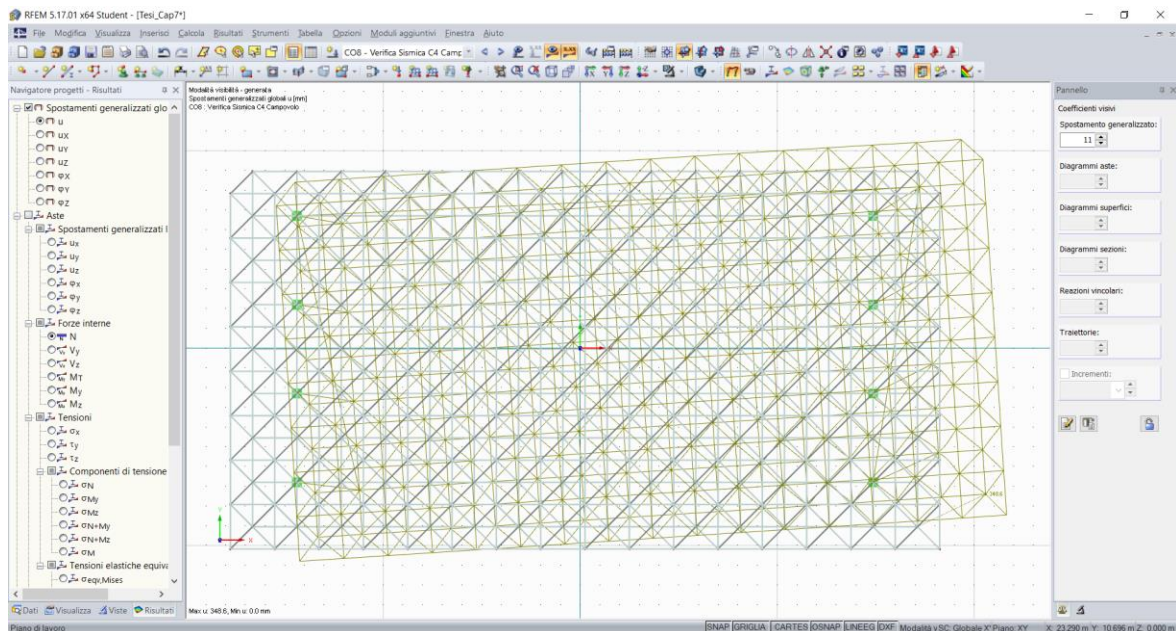 RFEM 5.17.01 x64 Student - [Tesi_Cap7*]
File Modifica Visualizza Inserisci Calcola Risultati Strumenti Tabella Opzioni Moduli aggiuntivi Finestra Aiuto
CO8 - Verifica Sismica C4 Campo
Navigatore progetti - Risultati
Spostamenti generalizzati glo
u
uX
uY
uZ
φX
φY
φZ
Aste
Spostamenti generalizzati l
ux
uy
uz
φx
φy
φz
Forze interne
N
Vy
Vz
MT
My
Mz
Tensioni
σx
τy
τz
Componenti di tensione
σN
σMy
σMz
σN+My
σN+Mz
σM
Tensioni elastiche equiva
σeqv,Mises
Dati Visualizza Viste Risultati
Modalità visibilità - generata
Spostamenti generalizzati global u [mm]
CO8 : Verifica Sismica C4 Campovolo
348.6
Y
X
Max u: 348.6, Min u: 0.0 mm
Pannello
Coefficienti visivi
Spostamento generalizzato:
11
Diagrammi aste:
Diagrammi superfici:
Diagrammi sezioni:
Reazioni vincolari:
Traiettorie:
Incrementi:
Piano di lavoro
SNAP GRIGLIA CARTES OSNAP LINEEG DXF Modalità v SC: Globale X' Piano: XY X: 23.290 m Y: 10.696 m Z: 0.000 m